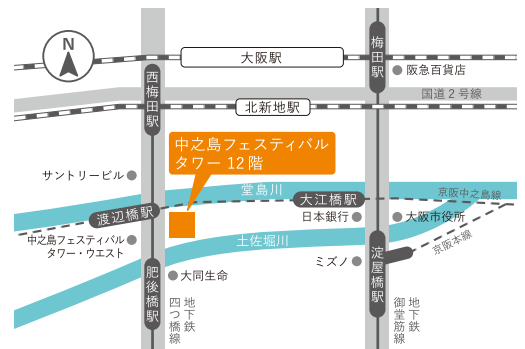 N
大阪駅
梅田駅
阪急百貨店
西梅田駅
国道2号線
北新地駅
中之島フェスティバル
タワー 12階
サントリービル
堂島川
京阪中之島線
大江橋駅
渡辺橋駅
日本銀行
大阪市役所
中之島フェスティバル
タワー・ウエスト
土佐堀川
京阪本線
淀屋橋駅
ミズノ
肥後橋駅
大同生命
地下鉄
四つ橋線
地下鉄
御堂筋線